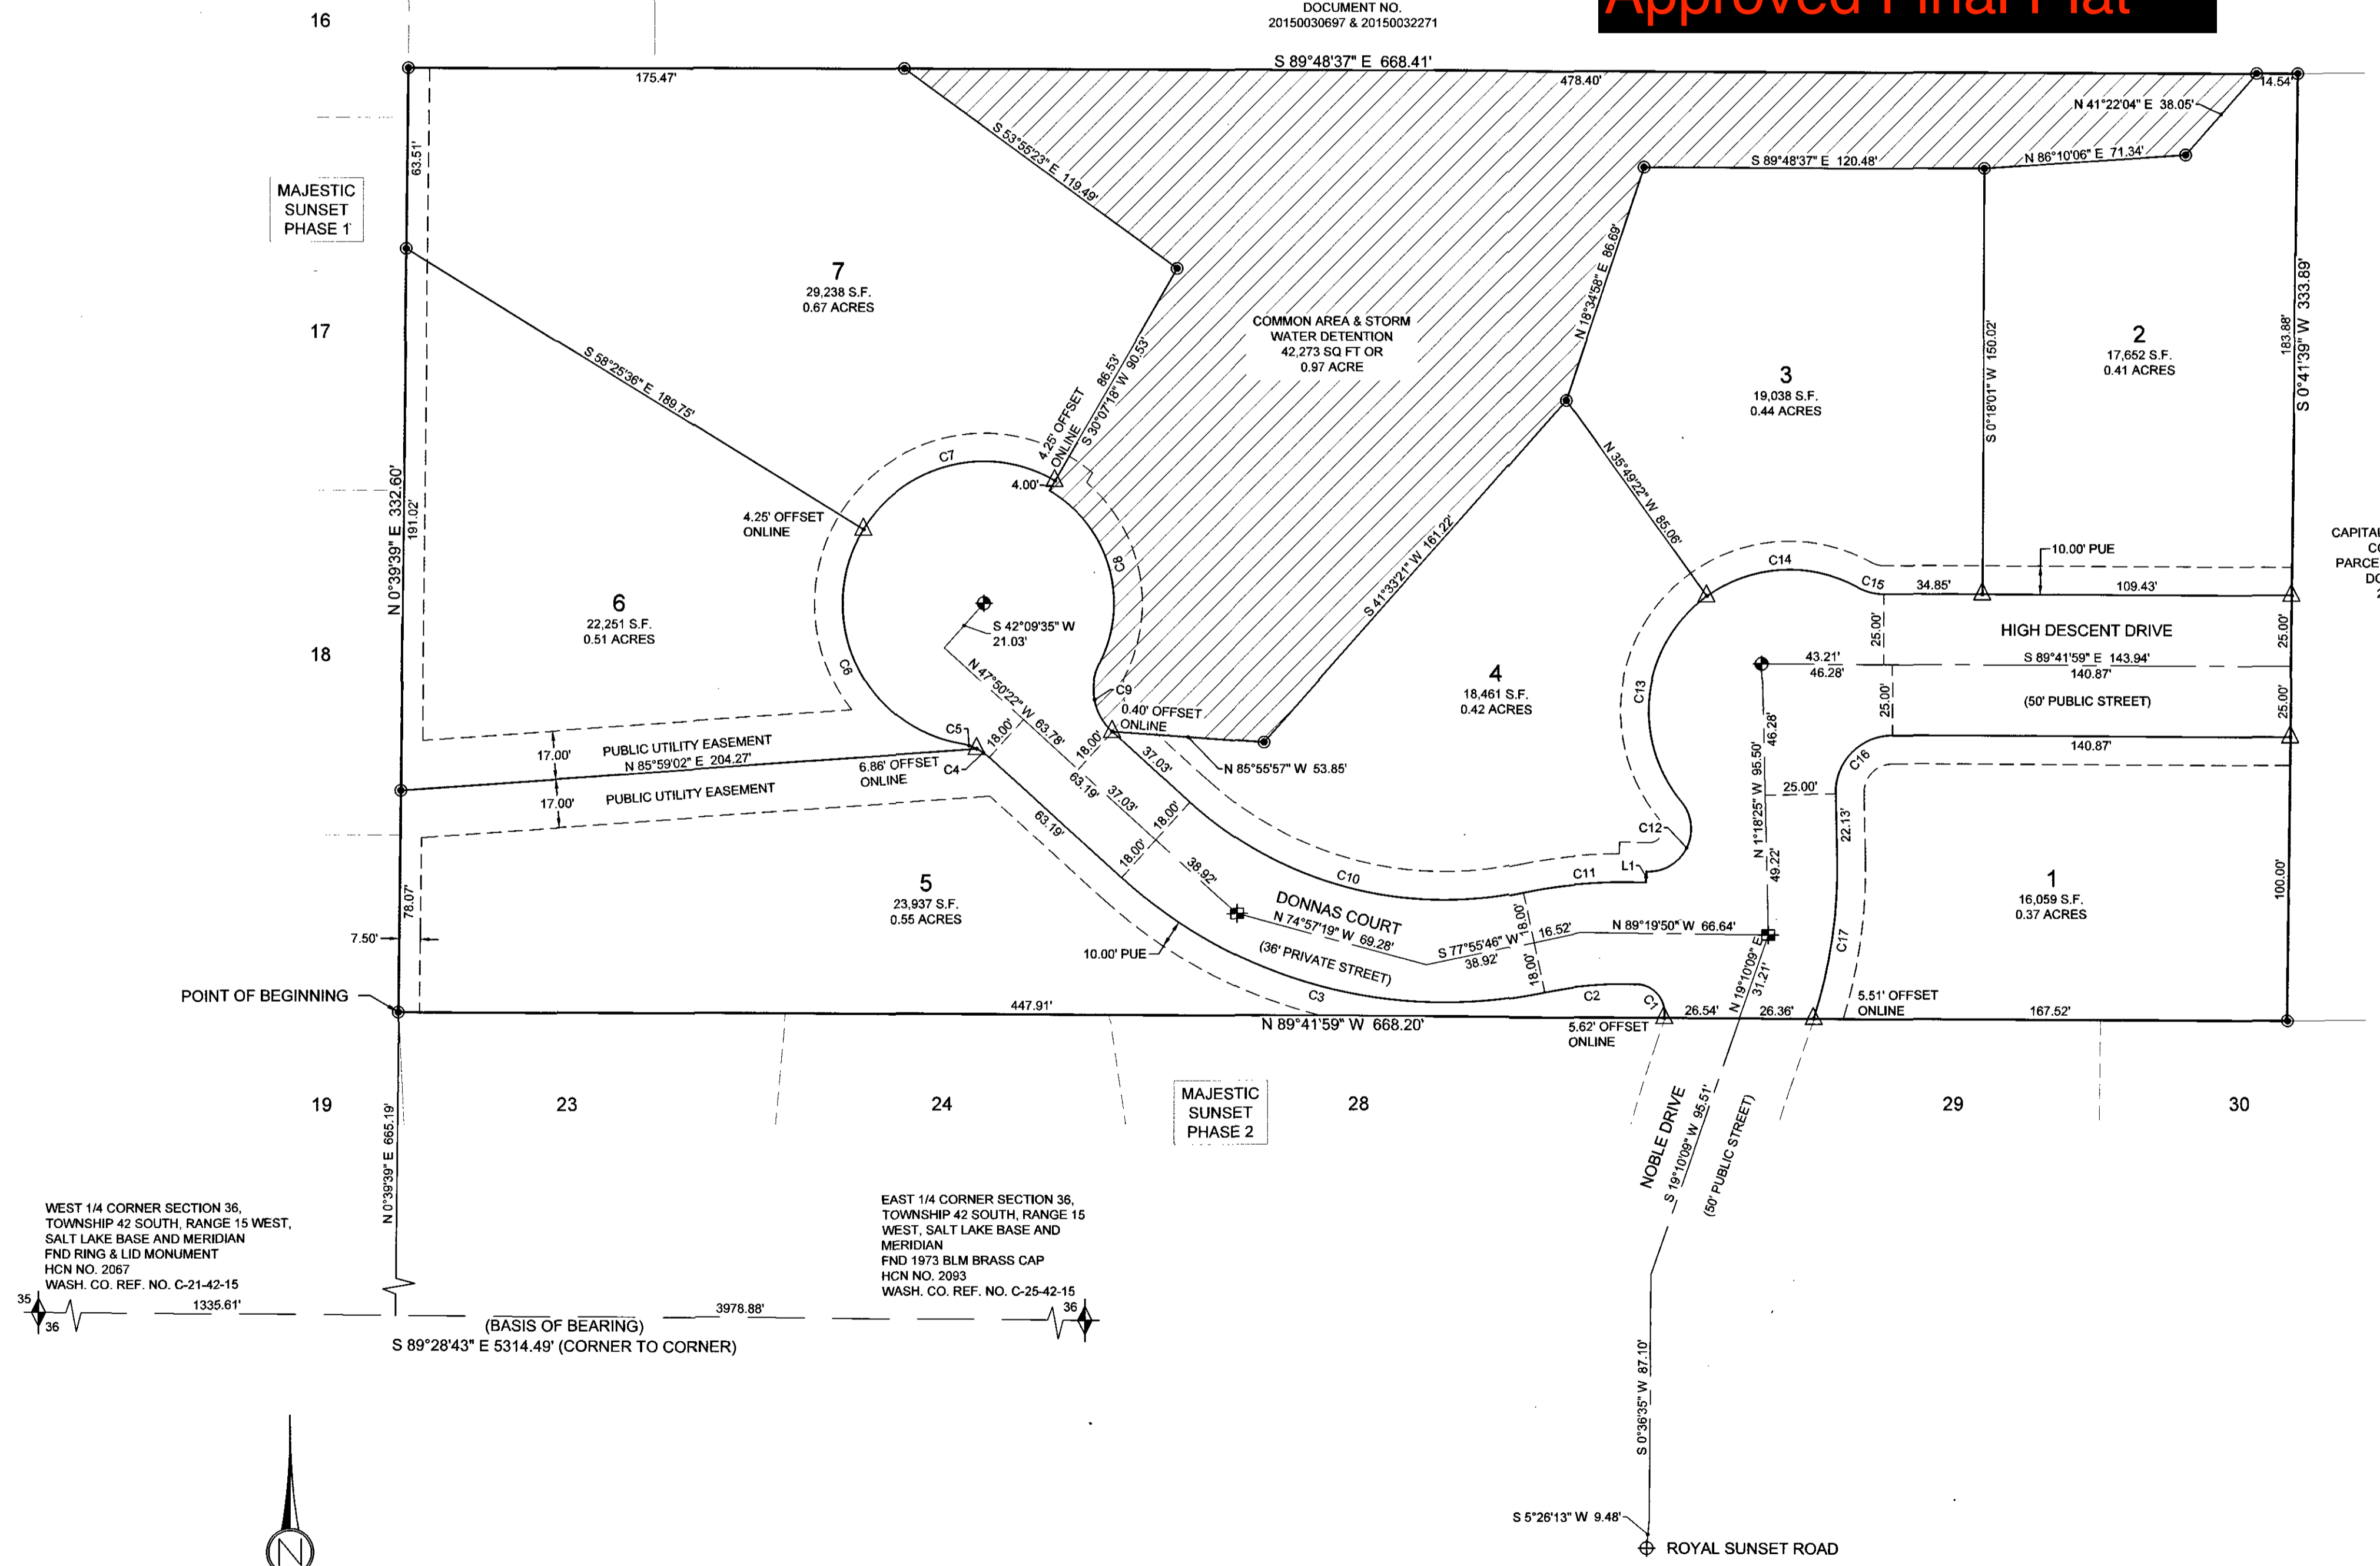 16
DOCUMENT NO.
20150030697 & 20150032271
Approved Final Plat
S 89°48'37" E 668.41'
175.47'
478.40'
14.54'
N 41°22'04" E 38.05'
63.51'
S 53°55'23" E 119.49'
S 89°48'37" E 120.48'
N 86°10'06" E 71.34'
MAJESTIC
SUNSET
PHASE 1
7
29,238 S.F.
0.67 ACRES
17
COMMON AREA & STORM
WATER DETENTION
42,273 SQ FT OR
0.97 ACRE
N 18°34'58" E 86.69'
S 0°18'01" W 150.02'
2
17,652 S.F.
0.41 ACRES
183.88'
S 0°41'39" W 333.89'
3
19,038 S.F.
0.44 ACRES
S 58°25'36" E 189.75'
4.25' OFFSET
ONLINE
86.53'
S 30°07'18" W 90.53'
4.00'
C7
C8
N 0°39'39" E 332.60'
191.02'
4.25' OFFSET
ONLINE
N 35°49'22" W 85.06'
S 41°33'21" W 161.22'
CAPITA
PARCE
10.00' PUE
C14
C15
34.85'
109.43'
6
22,251 S.F.
0.51 ACRES
18
S 42°09'35" W
21.03'
25.00'
HIGH DESCENT DRIVE
25.00'
43.21'
S 89°41'59" E 143.94'
46.28'
140.87'
(50' PUBLIC STREET)
25.00'
25.00'
4
18,461 S.F.
0.42 ACRES
C6
C9
C13
0.40' OFFSET
ONLINE
N 47°50'22" W 63.78'
46.28'
N 1°18'25" W 95.50'
C5
18.00'
18.00'
C4
37.03'
140.87'
C16
17.00'
PUBLIC UTILITY EASEMENT
N 85°59'02" E 204.27'
6.86' OFFSET
ONLINE
N 85°55'57" W 53.85'
63.19'
37.03'
25.00'
17.00'
PUBLIC UTILITY EASEMENT
63.19'
18.00'
18.00'
C12
22.13'
49.22'
38.92'
C10
C11
L1
5
23,937 S.F.
0.55 ACRES
1
16,059 S.F.
0.37 ACRES
100.00'
78.07'
7.50'
DONNAS COURT
N 74°57'19" W 69.28'
(36' PRIVATE STREET)
S 77°55'46" W
38.92'
16.52'
18.00'
18.00'
N 89°19'50" W 66.64'
C17
10.00' PUE
N 19°10'09" E
31.21'
POINT OF BEGINNING
447.91'
C3
C2
C1
N 89°41'59" W 668.20'
5.62' OFFSET
ONLINE
26.54'
26.36'
5.51' OFFSET
ONLINE
167.52'
19
23
24
MAJESTIC
SUNSET
PHASE 2
28
29
30
N 0°39'39" E 665.19'
NOBLE DRIVE
S 19°10'09" W 95.51'
(50' PUBLIC STREET)
WEST 1/4 CORNER SECTION 36,
TOWNSHIP 42 SOUTH, RANGE 15 WEST,
SALT LAKE BASE AND MERIDIAN
FND RING & LID MONUMENT
HCN NO. 2067
WASH. CO. REF. NO. C-21-42-15
EAST 1/4 CORNER SECTION 36,
TOWNSHIP 42 SOUTH, RANGE 15
WEST, SALT LAKE BASE AND
MERIDIAN
FND 1973 BLM BRASS CAP
HCN NO. 2093
WASH. CO. REF. NO. C-25-42-15
35
36
1335.61'
3978.88'
36
(BASIS OF BEARING)
S 89°28'43" E 5314.49' (CORNER TO CORNER)
S 0°36'35" W 87.10'
N
S 5°26'13" W 9.48'
ROYAL SUNSET ROAD